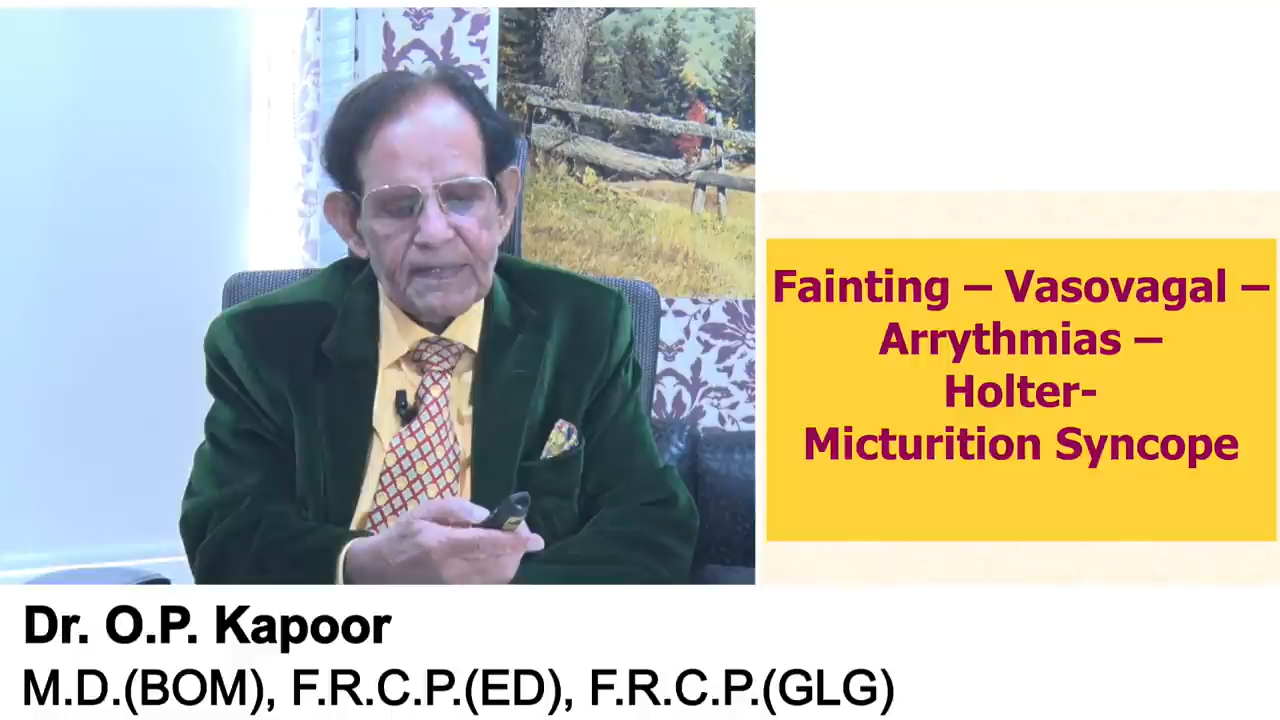 Fainting – Vasovagal –
Arrythmias –
Holter-
Micturition Syncope
Dr. O.P. Kapoor
M.D.(BOM), F.R.C.P.(ED), F.R.C.P.(GLG)